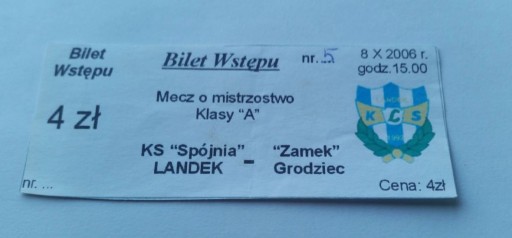 Bilet
Wstępu
4 zł
nr. ...
Bilet Wstępu
nr. 5
8 X 2006 r.
godz.15.00
Mecz o mistrzostwo
Klasy "A"
KS "Spójnia" - "Zamek"
LANDEK Grodziec
KŁS
Cena: 4zł